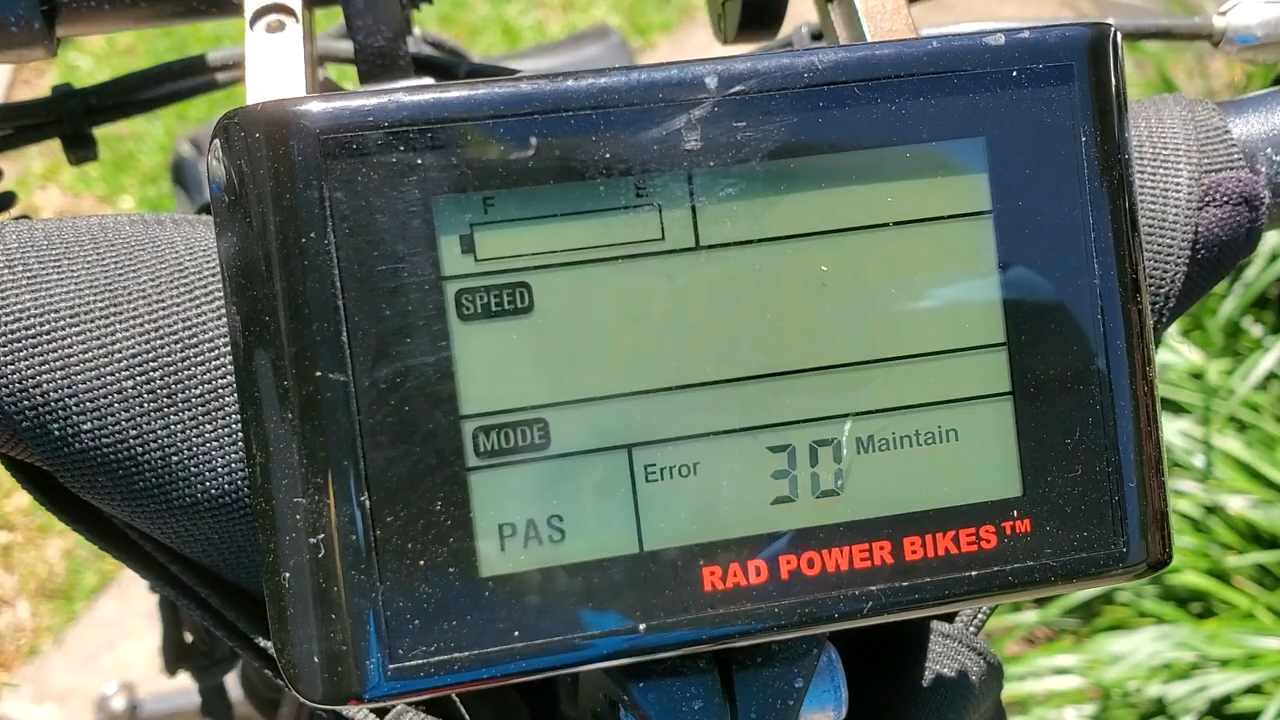 F E
SPEED
MODE
Error 30 Maintain
PAS
RAD POWER BIKES™